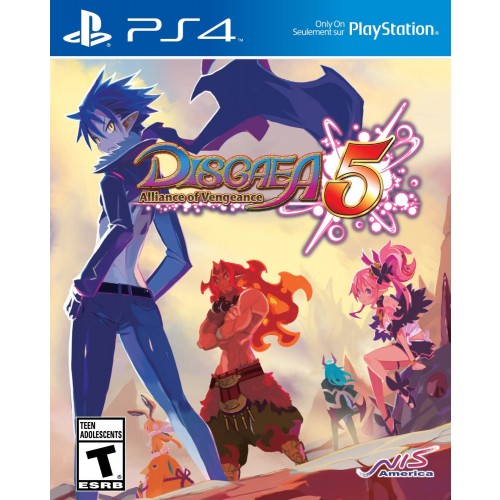 PS4
Only On
Seulement sur
PlayStation®
DISGAEA 5
Alliance of Vengeance
TEEN
ADOLESCENTS
T
ESRB
NIS
America